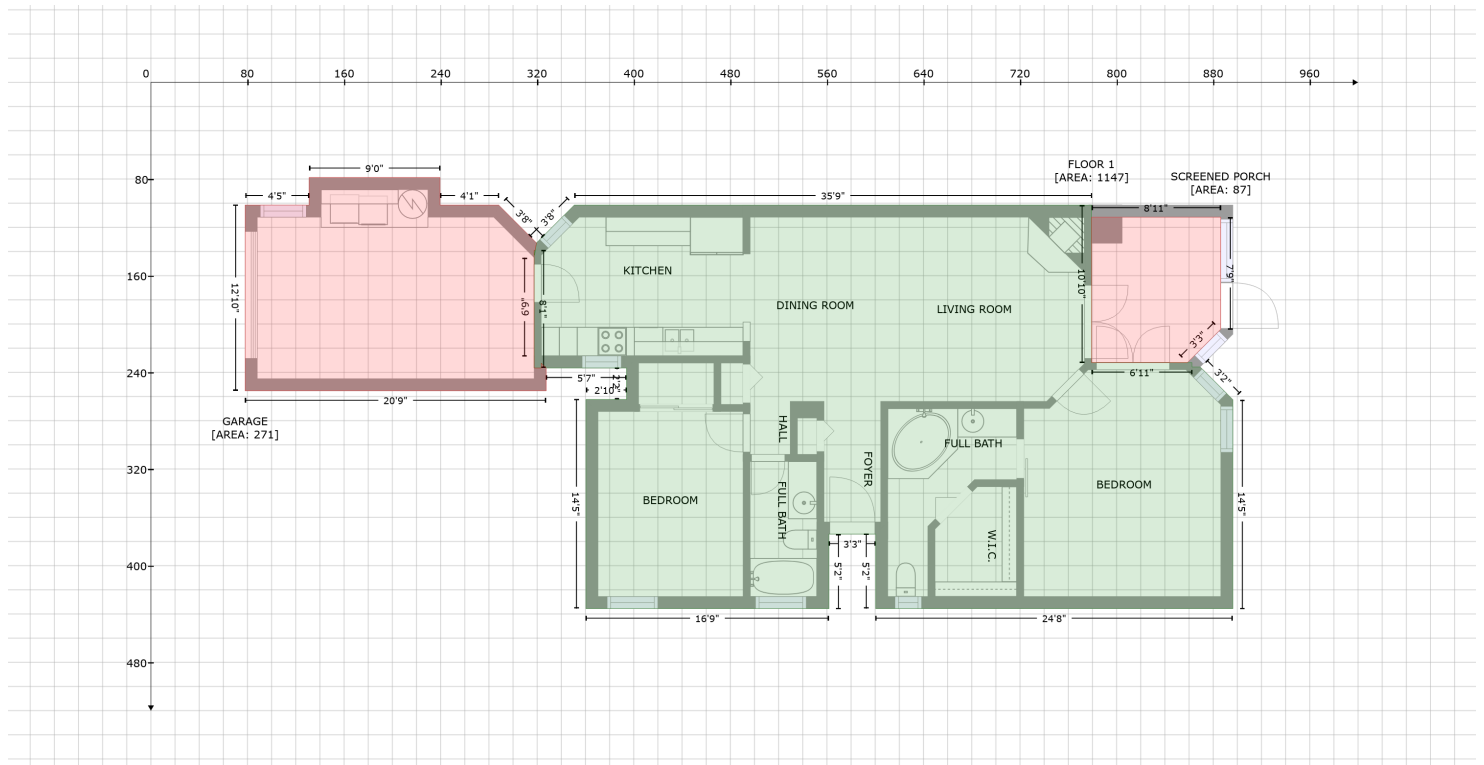 0 80 160 240 320 400 480 560 640 720 800 880 960
80
160
240
320
400
480
FLOOR 1
[AREA: 1147]
SCREENED PORCH
[AREA: 87]
9'0"
4'5"
4'1"
3'8"
3'8"
35'9"
8'11"
12'10"
6'9"
8'1"
10'10"
7'9"
3'3"
3'2"
6'11"
KITCHEN
DINING ROOM
LIVING ROOM
5'7"
2'2"
2'10"
20'9"
GARAGE
[AREA: 271]
HALL
FOYER
FULL BATH
BEDROOM
FULL BATH
BEDROOM
W.I.C.
14'5"
14'5"
3'3"
5'2"
5'2"
16'9"
24'8"